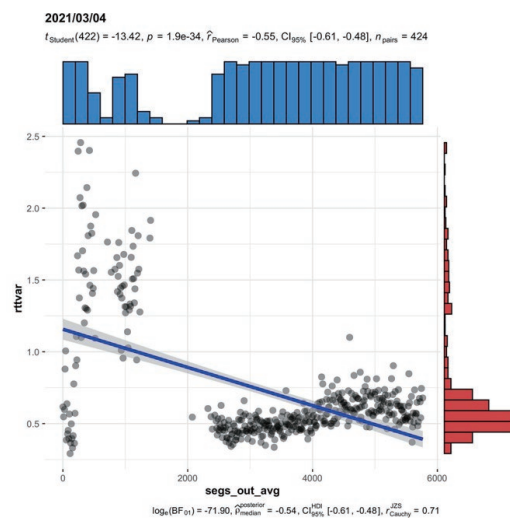 2021/03/04
t_Student(422) = -13.42, p = 1.9e-34, r̂_Pearson = -0.55, CI_95% [-0.61, -0.48], n_pairs = 424
2.5
2.0
1.5
1.0
0.5
rttvar
0 2000 4000 6000
segs_out_avg
log_e(BF_01) = -71.90, ρ̂_median^posterior = -0.54, CI_95%^HDI [-0.61, -0.48], r_Cauchy^JZS = 0.71